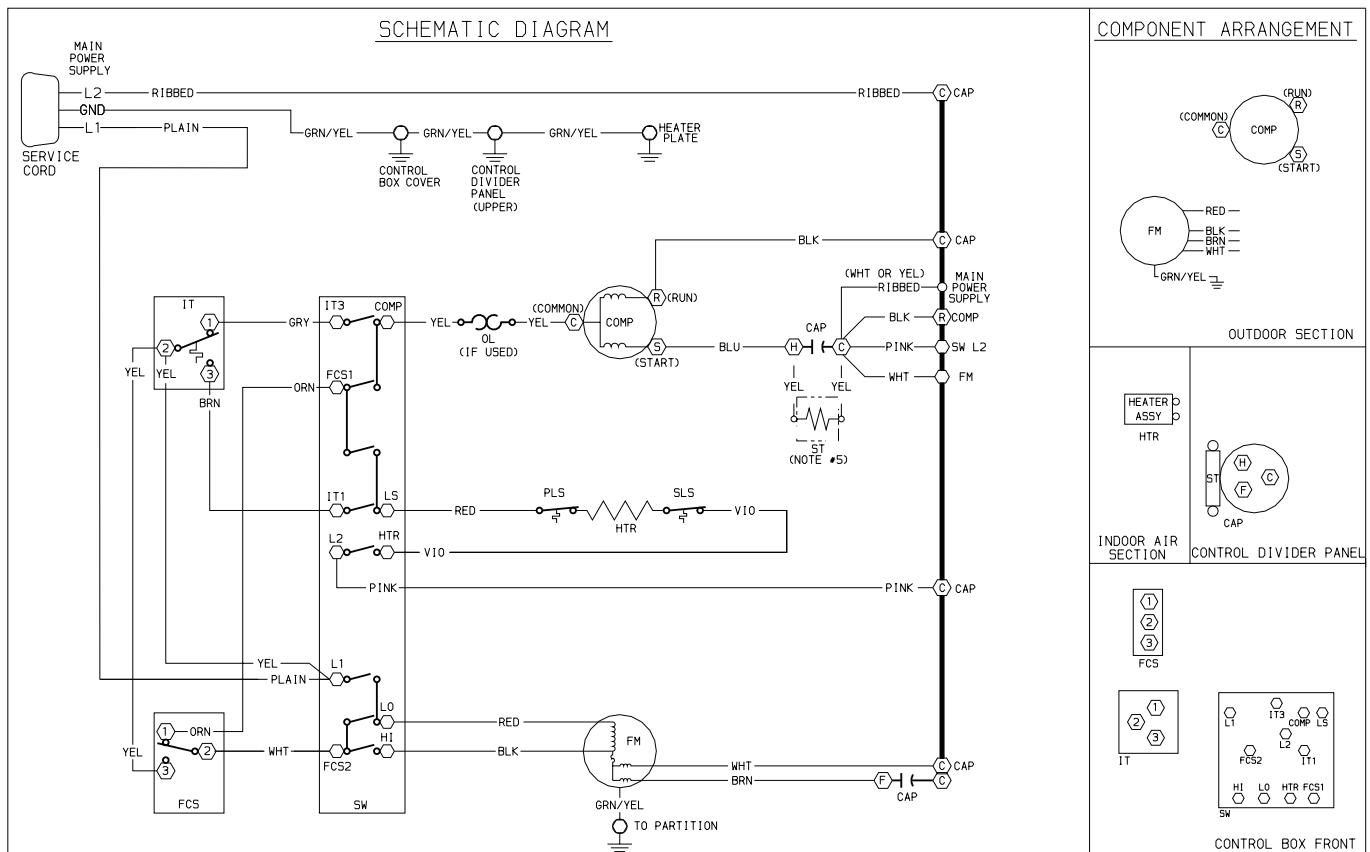 SCHEMATIC DIAGRAM
MAIN
POWER
SUPPLY
L2
RIBBED
RIBBED
C
CAP
GND
L1
PLAIN
SERVICE
CORD
GRN/YEL
GRN/YEL
GRN/YEL
HEATER
PLATE
CONTROL
BOX COVER
CONTROL
DIVIDER
PANEL
(UPPER)
BLK
C
CAP
(WHT OR YEL)
RIBBED
MAIN
POWER
SUPPLY
IT
1
2
3
GRY
YEL
YEL
BRN
IT3
COMP
YEL
OL
(IF USED)
YEL
(COMMON)
C
COMP
R
(RUN)
S
(START)
BLU
CAP
H
C
BLK
R
COMP
PINK
SW L2
WHT
FM
YEL
YEL
ST
(NOTE #5)
ORN
FCS1
IT1
LS
RED
PLS
HTR
SLS
VIO
L2
HTR
VIO
PINK
PINK
C
CAP
YEL
L1
PLAIN
LO
RED
HI
BLK
FCS2
SW
1
ORN
2
WHT
YEL
3
FCS
FM
WHT
C
CAP
BRN
F
C
CAP
GRN/YEL
TO PARTITION
COMPONENT ARRANGEMENT
(RUN)
R
(COMMON)
C
COMP
S
(START)
FM
RED
BLK
BRN
WHT
GRN/YEL
OUTDOOR SECTION
HEATER
ASSY
HTR
INDOOR AIR
SECTION
ST
H
C
F
CAP
CONTROL DIVIDER PANEL
1
2
3
FCS
1
2
3
IT
L1
IT3
COMP
LS
L2
FCS2
IT1
HI
LO
HTR
FCS1
SW
CONTROL BOX FRONT